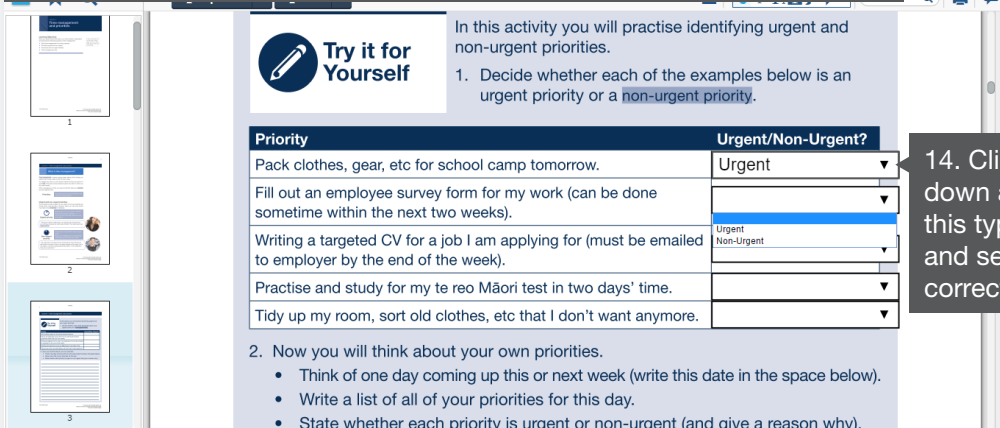 In this activity you will practise identifying urgent and
non-urgent priorities.
Try it for
Yourself
1. Decide whether each of the examples below is an
urgent priority or a non-urgent priority.
Priority Urgent/Non-Urgent?
Pack clothes, gear, etc for school camp tomorrow. Urgent
Fill out an employee survey form for my work (can be done
sometime within the next two weeks).
Urgent
Non-Urgent
Writing a targeted CV for a job I am applying for (must be emailed
to employer by the end of the week).
Practise and study for my te reo Māori test in two days’ time.
Tidy up my room, sort old clothes, etc that I don’t want anymore.
2. Now you will think about your own priorities.
• Think of one day coming up this or next week (write this date in the space below).
• Write a list of all of your priorities for this day.
• State whether each priority is urgent or non-urgent (and give a reason why).
14. Cli
down a
this typ
and se
correc
1
2
3